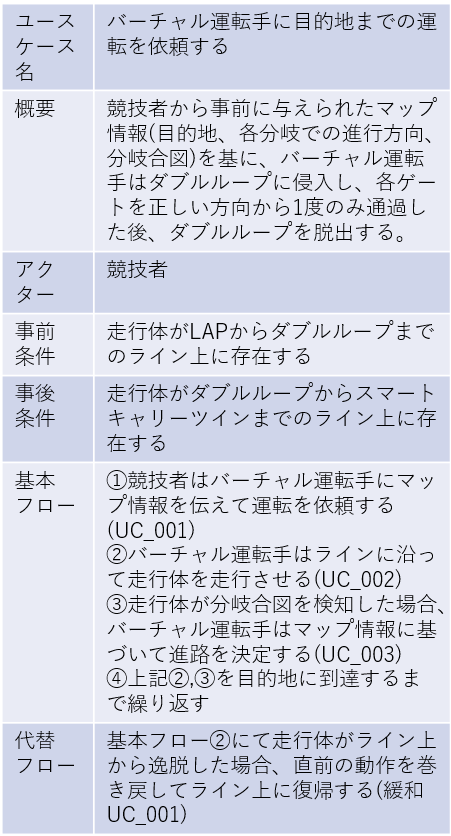 ユースケース名
バーチャル運転手に目的地までの運
転を依頼する
概要
競技者から事前に与えられたマップ
情報(目的地、各分岐での進行方向、
分岐合図)を基に、バーチャル運転
手はダブルループに侵入し、各ゲー
トを正しい方向から1度のみ通過し
た後、ダブルループを脱出する。
アク
ター
競技者
事前
条件
走行体がLAPからダブルループまで
のライン上に存在する
事後
条件
走行体がダブルループからスマート
キャリーツインまでのライン上に存
在する
基本
フロー
①競技者はバーチャル運転手にマッ
プ情報を伝えて運転を依頼する
(UC_001)
②バーチャル運転手はラインに沿っ
て走行体を走行させる(UC_002)
③走行体が分岐合図を検知した場合、
バーチャル運転手はマップ情報に基
づいて進路を決定する(UC_003)
④上記②,③を目的地に到達するま
で繰り返す
代替
フロー
基本フロー②にて走行体がライン上
から逸脱した場合、直前の動作を巻
き戻してライン上に復帰する(緩和
UC_001)